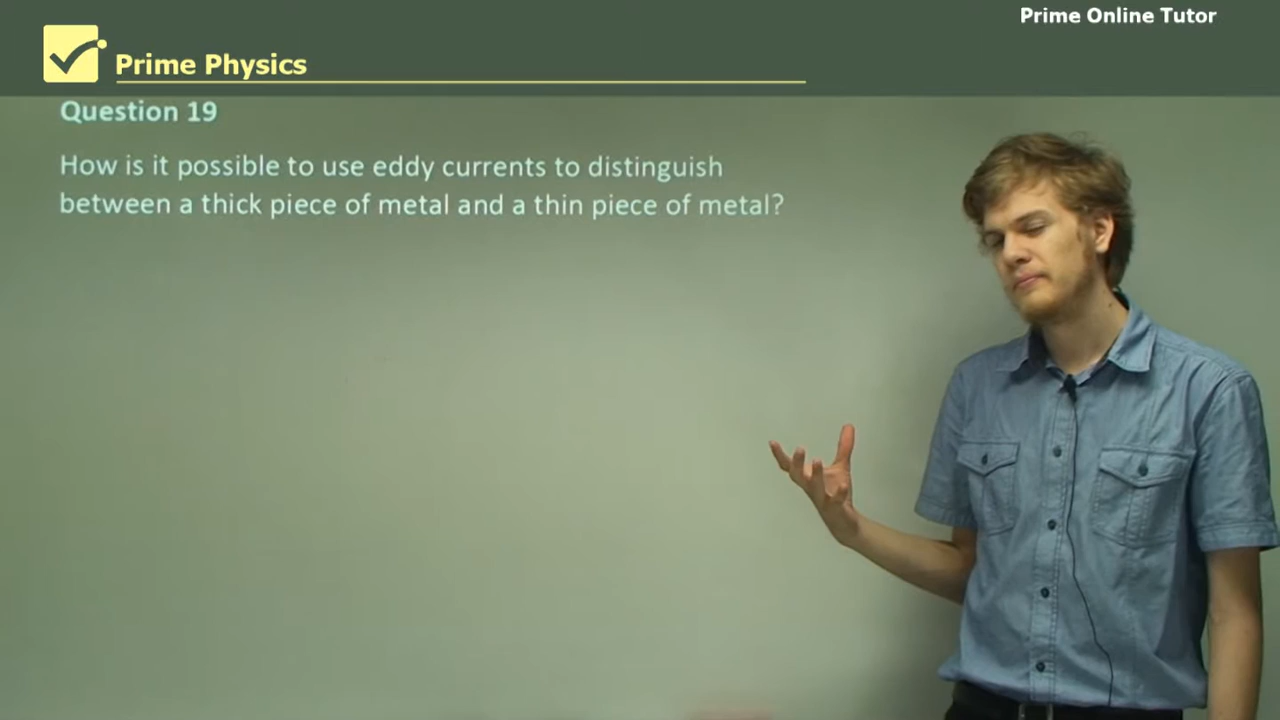 Prime Online Tutor
Prime Physics
Question 19
How is it possible to use eddy currents to distinguish
between a thick piece of metal and a thin piece of metal?